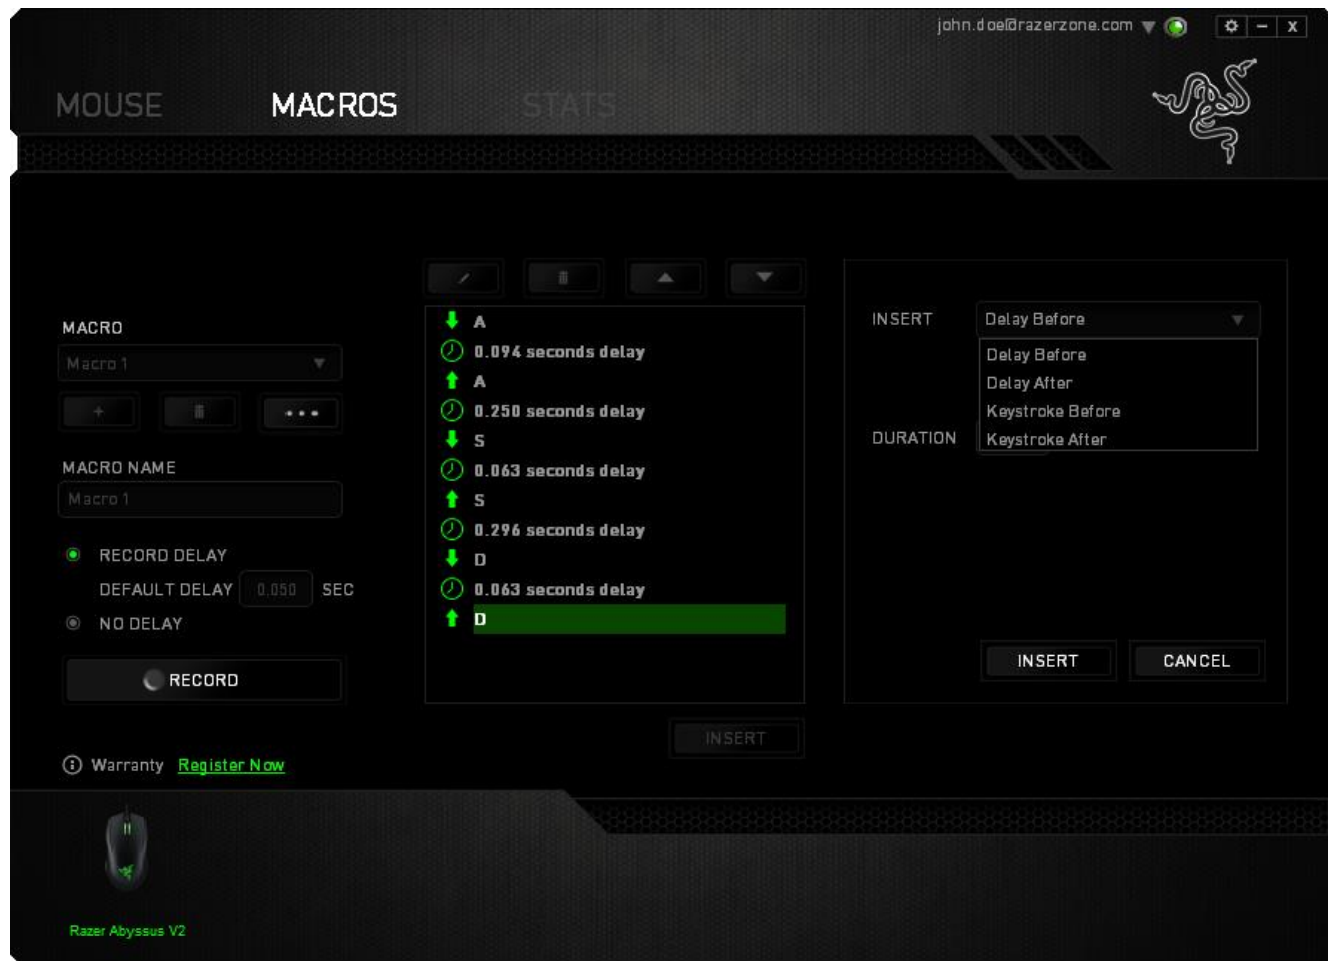 john.doe@razerzone.com
MOUSE MACROS STATS
MACRO
Macro 1
MACRO NAME
Macro 1
RECORD DELAY
DEFAULT DELAY 0.050 SEC
NO DELAY
RECORD
Warranty Register Now
A
0.094 seconds delay
A
0.250 seconds delay
S
0.063 seconds delay
S
0.296 seconds delay
D
0.063 seconds delay
D
INSERT
INSERT Delay Before
Delay Before
Delay After
Keystroke Before
Keystroke After
DURATION
INSERT CANCEL
Razer Abyssus V2